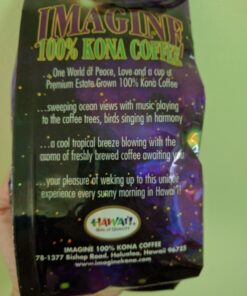 IMAGINE
100% KONA COFFEE
One World of Peace, Love and a cup of
Premium Estate Grown 100% Kona Coffee
...sweeping ocean views with music playing
to the coffee trees, birds singing in harmony
...a cool tropical breeze blowing with the
aroma of freshly brewed coffee awaiting you
...your pleasure of waking up to this unique
experience every sunny morning in Hawai'i!
HAWAII
IMAGINE 100% KONA COFFEE
78-1377 Bishop Road, Holualoa, Hawaii 96725
www.imaginekona.com